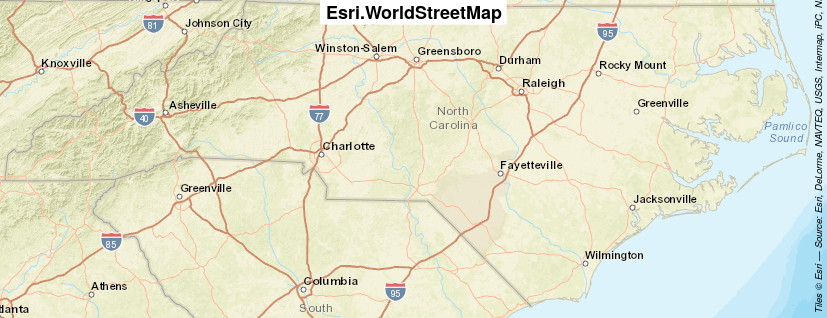 Esri.WorldStreetMap
81
Johnson City
95
Winston-Salem
Greensboro
Knoxville
Durham
Rocky Mount
Raleigh
Asheville
Greenville
77
North
Carolina
40
Pamlico
Sound
Charlotte
Fayetteville
Greenville
Jacksonville
85
Wilmington
Columbia
Athens
95
South
Tiles © Esri — Source: Esri, DeLorme, NAVTEQ, USGS, Intermap, iPC,